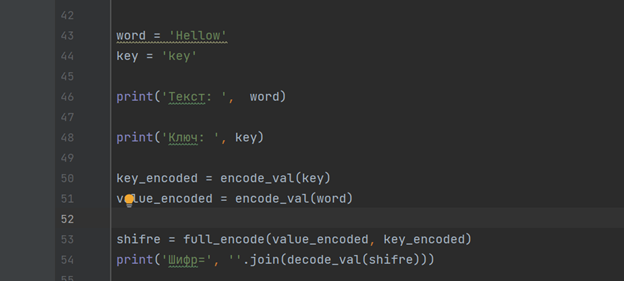 42
43 word = 'Hellow'
44 key = 'key'
45
46 print('Текст: ',  word)
47
48 print('Ключ: ', key)
49
50 key_encoded = encode_val(key)
51 value_encoded = encode_val(word)
52
53 shifre = full_encode(value_encoded, key_encoded)
54 print('Шифр=', ''.join(decode_val(shifre)))
55